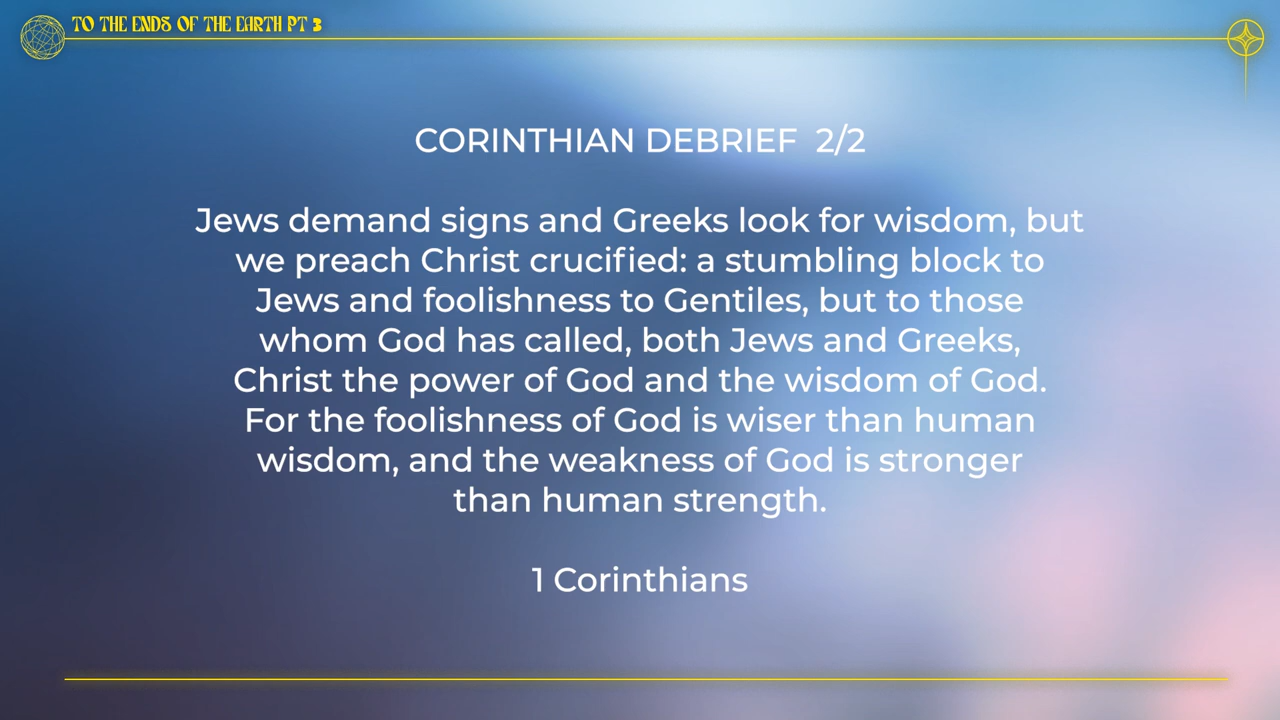 TO THE ENDS OF THE EARTH PT 3
CORINTHIAN DEBRIEF 2/2
Jews demand signs and Greeks look for wisdom, but
we preach Christ crucified: a stumbling block to
Jews and foolishness to Gentiles, but to those
whom God has called, both Jews and Greeks,
Christ the power of God and the wisdom of God.
For the foolishness of God is wiser than human
wisdom, and the weakness of God is stronger
than human strength.
1 Corinthians